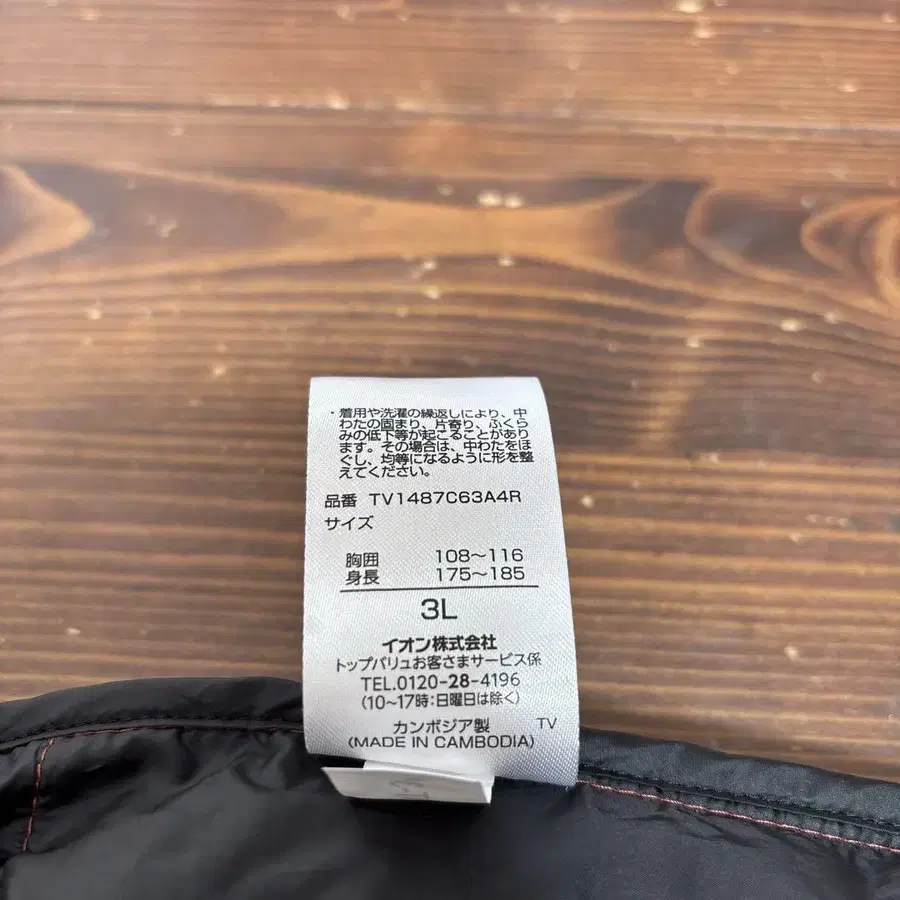 ・着用や洗濯の繰返しにより、中
わたの固まり、片寄り、ふくら
みの低下等が起こることがあり
ます。その場合は、中わたをほ
ぐし、均等になるように形を整
えてください。
品番 TV1487C63A4R
サイズ
胸囲 108～116
身長 175～185
3L
イオン株式会社
トップバリュお客さまサービス係
TEL.0120-28-4196
(10～17時:日曜日は除く)
カンボジア製 TV
(MADE IN CAMBODIA)